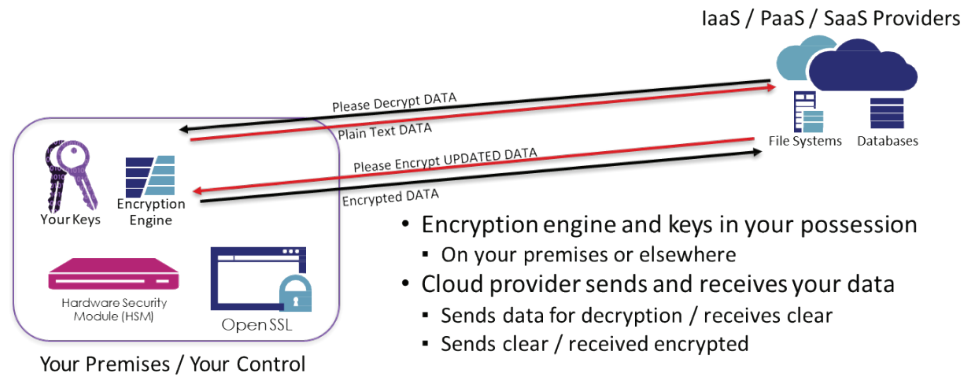 IaaS / PaaS / SaaS Providers
Please Decrypt DATA
Plain Text DATA
File Systems
Databases
Please Encrypt UPDATED DATA
Encrypted DATA
Your Keys
Encryption
Engine
Hardware Security
Module (HSM)
Open SSL
Your Premises / Your Control
• Encryption engine and keys in your possession
▪ On your premises or elsewhere
• Cloud provider sends and receives your data
▪ Sends data for decryption / receives clear
▪ Sends clear / received encrypted